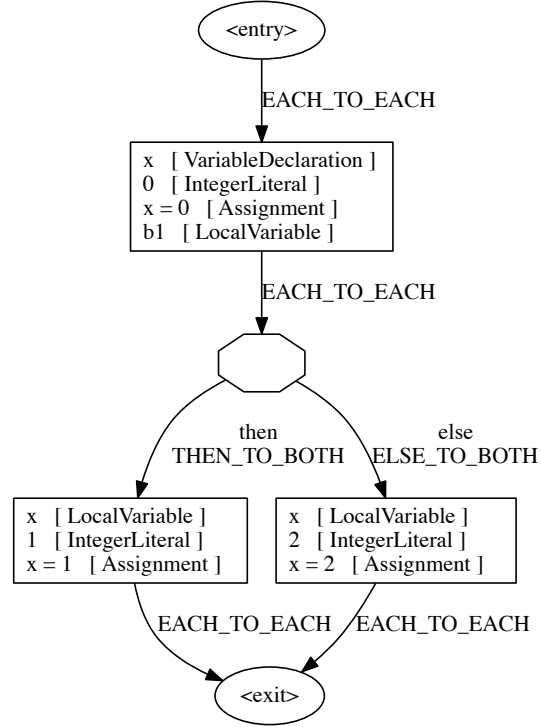 <entry>
EACH_TO_EACH
x [ VariableDeclaration ]
0 [ IntegerLiteral ]
x = 0 [ Assignment ]
b1 [ LocalVariable ]
EACH_TO_EACH
then
THEN_TO_BOTH
else
ELSE_TO_BOTH
x [ LocalVariable ]
1 [ IntegerLiteral ]
x = 1 [ Assignment ]
x [ LocalVariable ]
2 [ IntegerLiteral ]
x = 2 [ Assignment ]
EACH_TO_EACH
EACH_TO_EACH
<exit>